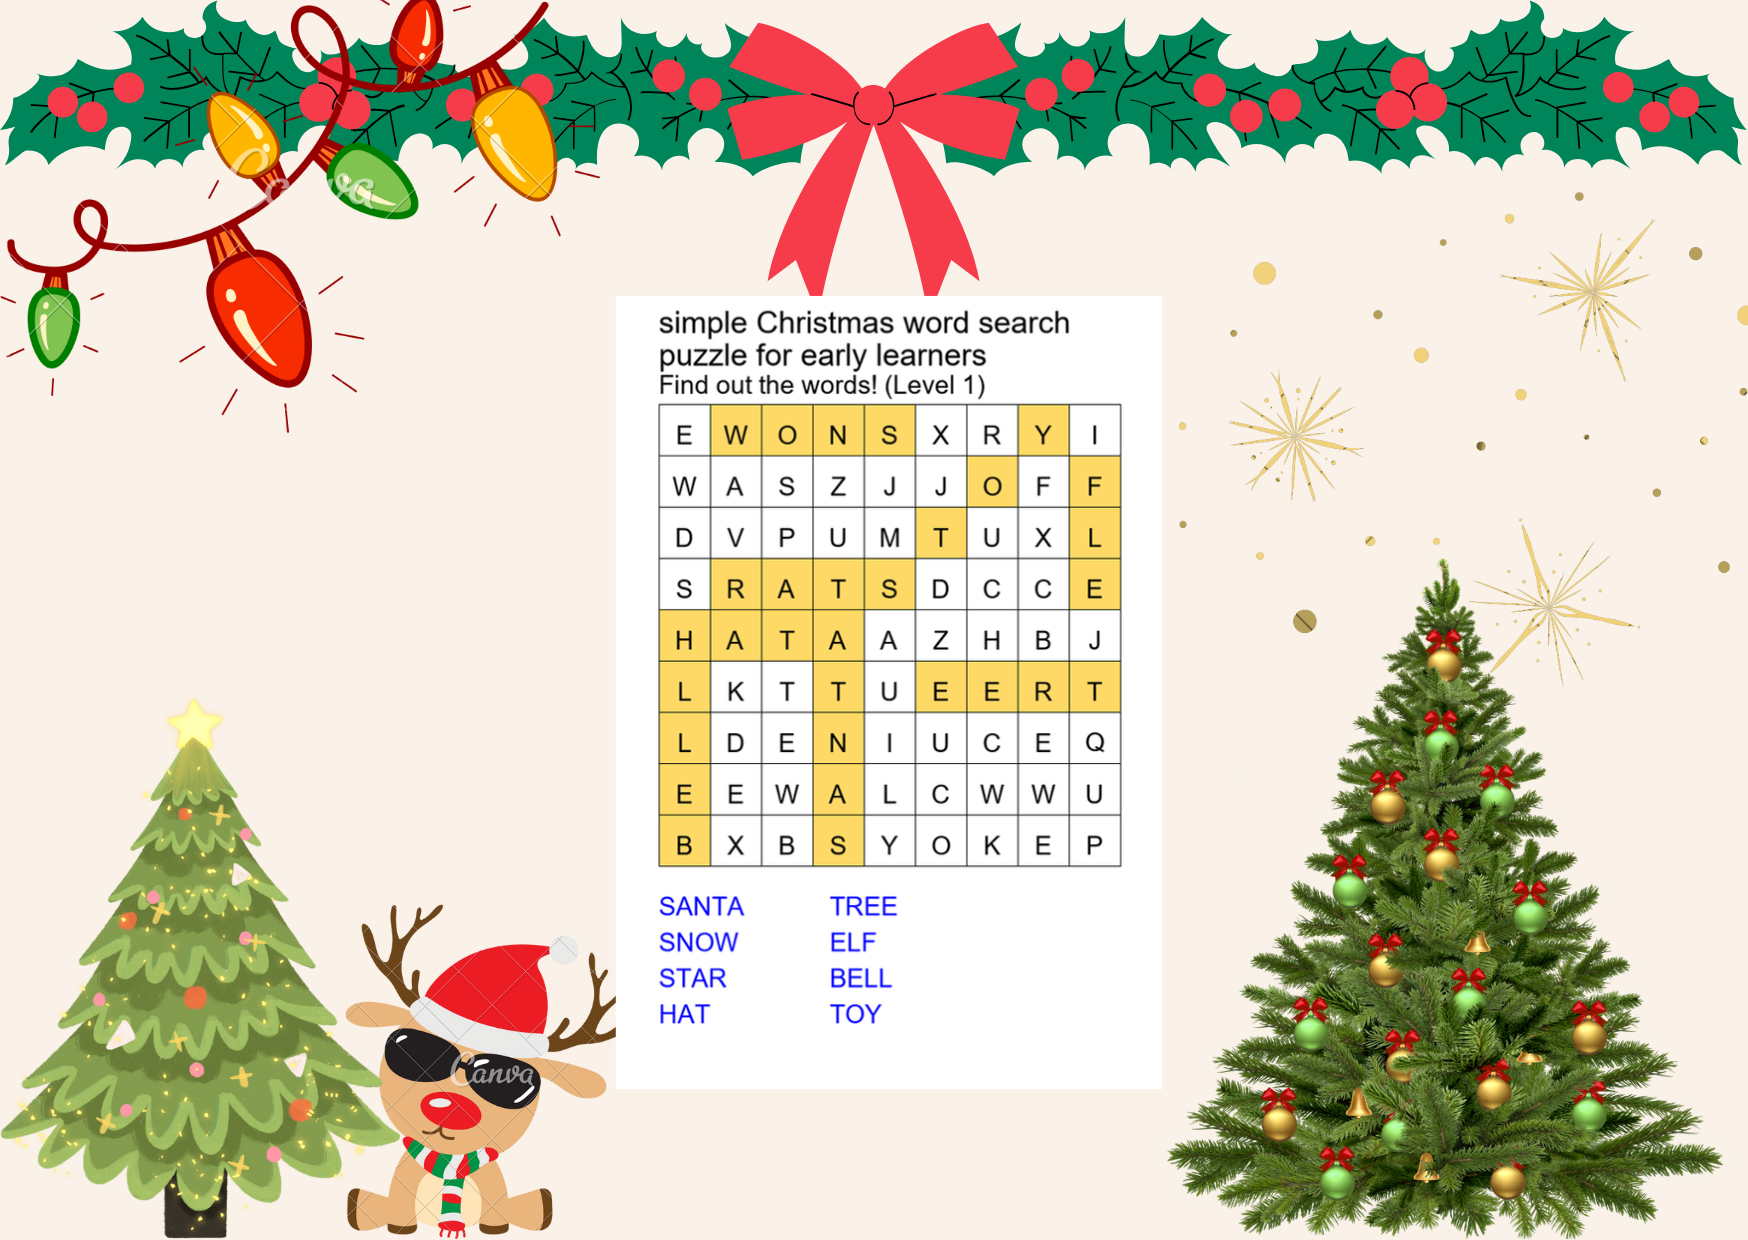 Canva
simple Christmas word search
puzzle for early learners
Find out the words! (Level 1)
E W O N S X R Y I
W A S Z J J O F F
D V P U M T U X L
S R A T S D C C E
H A T A A Z H B J
L K T T U E E R T
L D E N I U C E Q
E E W A L C W W U
B X B S Y O K E P
SANTA TREE
SNOW ELF
STAR BELL
HAT TOY
Canva